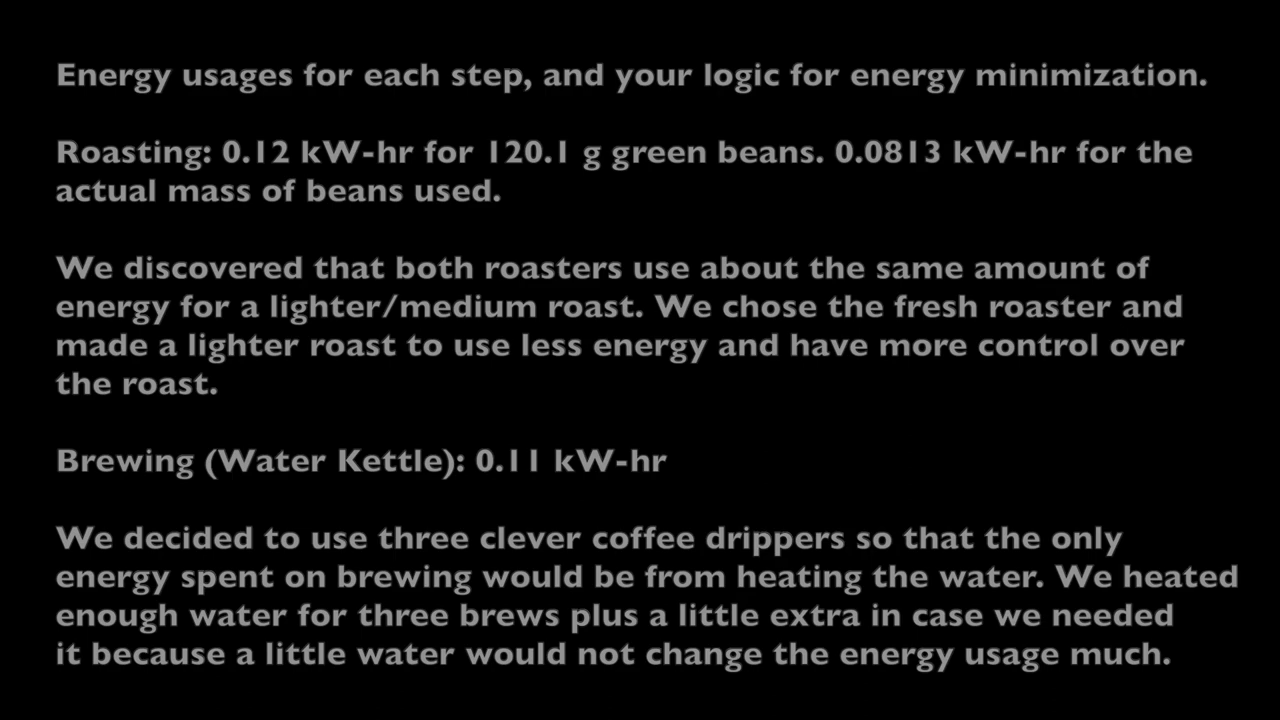 Energy usages for each step, and your logic for energy minimization.
Roasting: 0.12 kW-hr for 120.1 g green beans. 0.0813 kW-hr for the
actual mass of beans used.
We discovered that both roasters use about the same amount of
energy for a lighter/medium roast. We chose the fresh roaster and
made a lighter roast to use less energy and have more control over
the roast.
Brewing (Water Kettle): 0.11 kW-hr
We decided to use three clever coffee drippers so that the only
energy spent on brewing would be from heating the water. We heated
enough water for three brews plus a little extra in case we needed
it because a little water would not change the energy usage much.